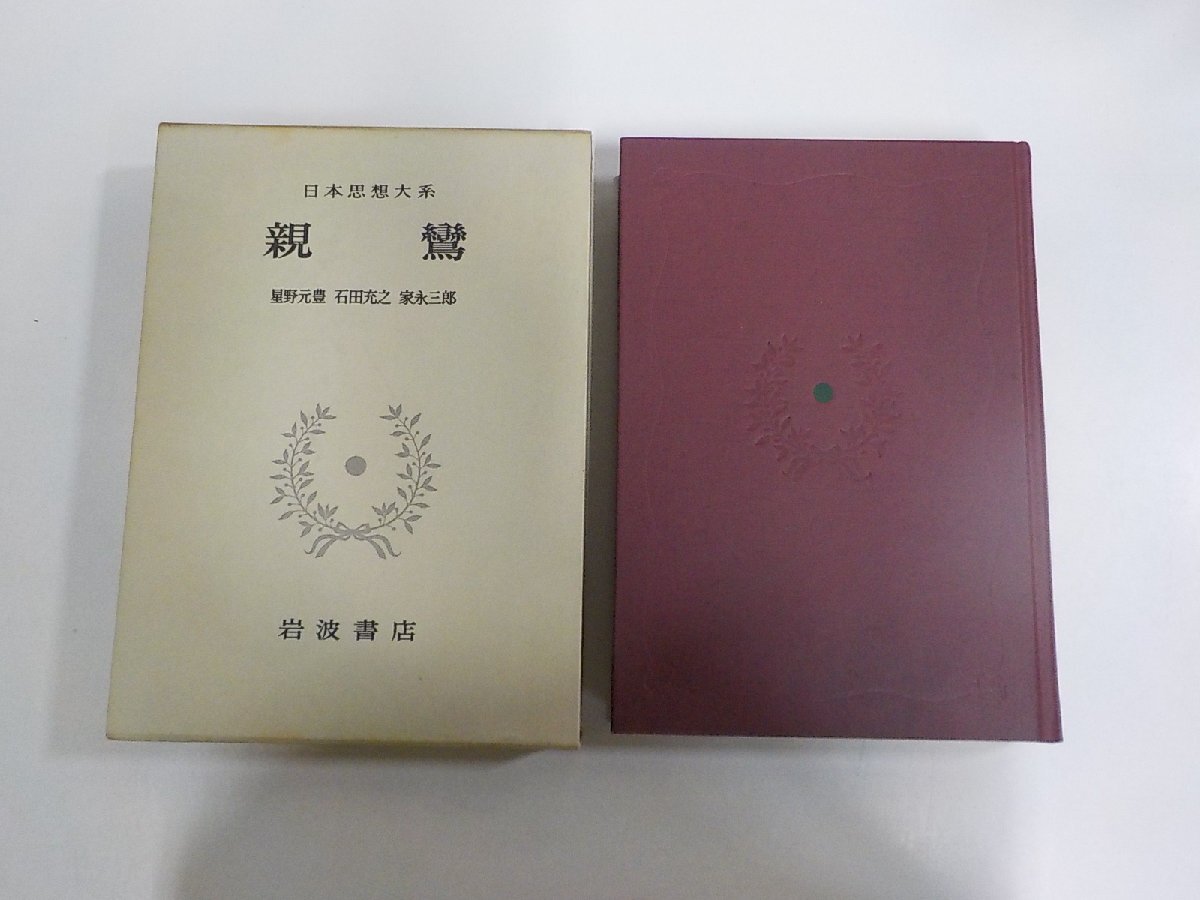 日本思想大系
親鸞
星野元豊 石田充之 家永三郎
岩波書店